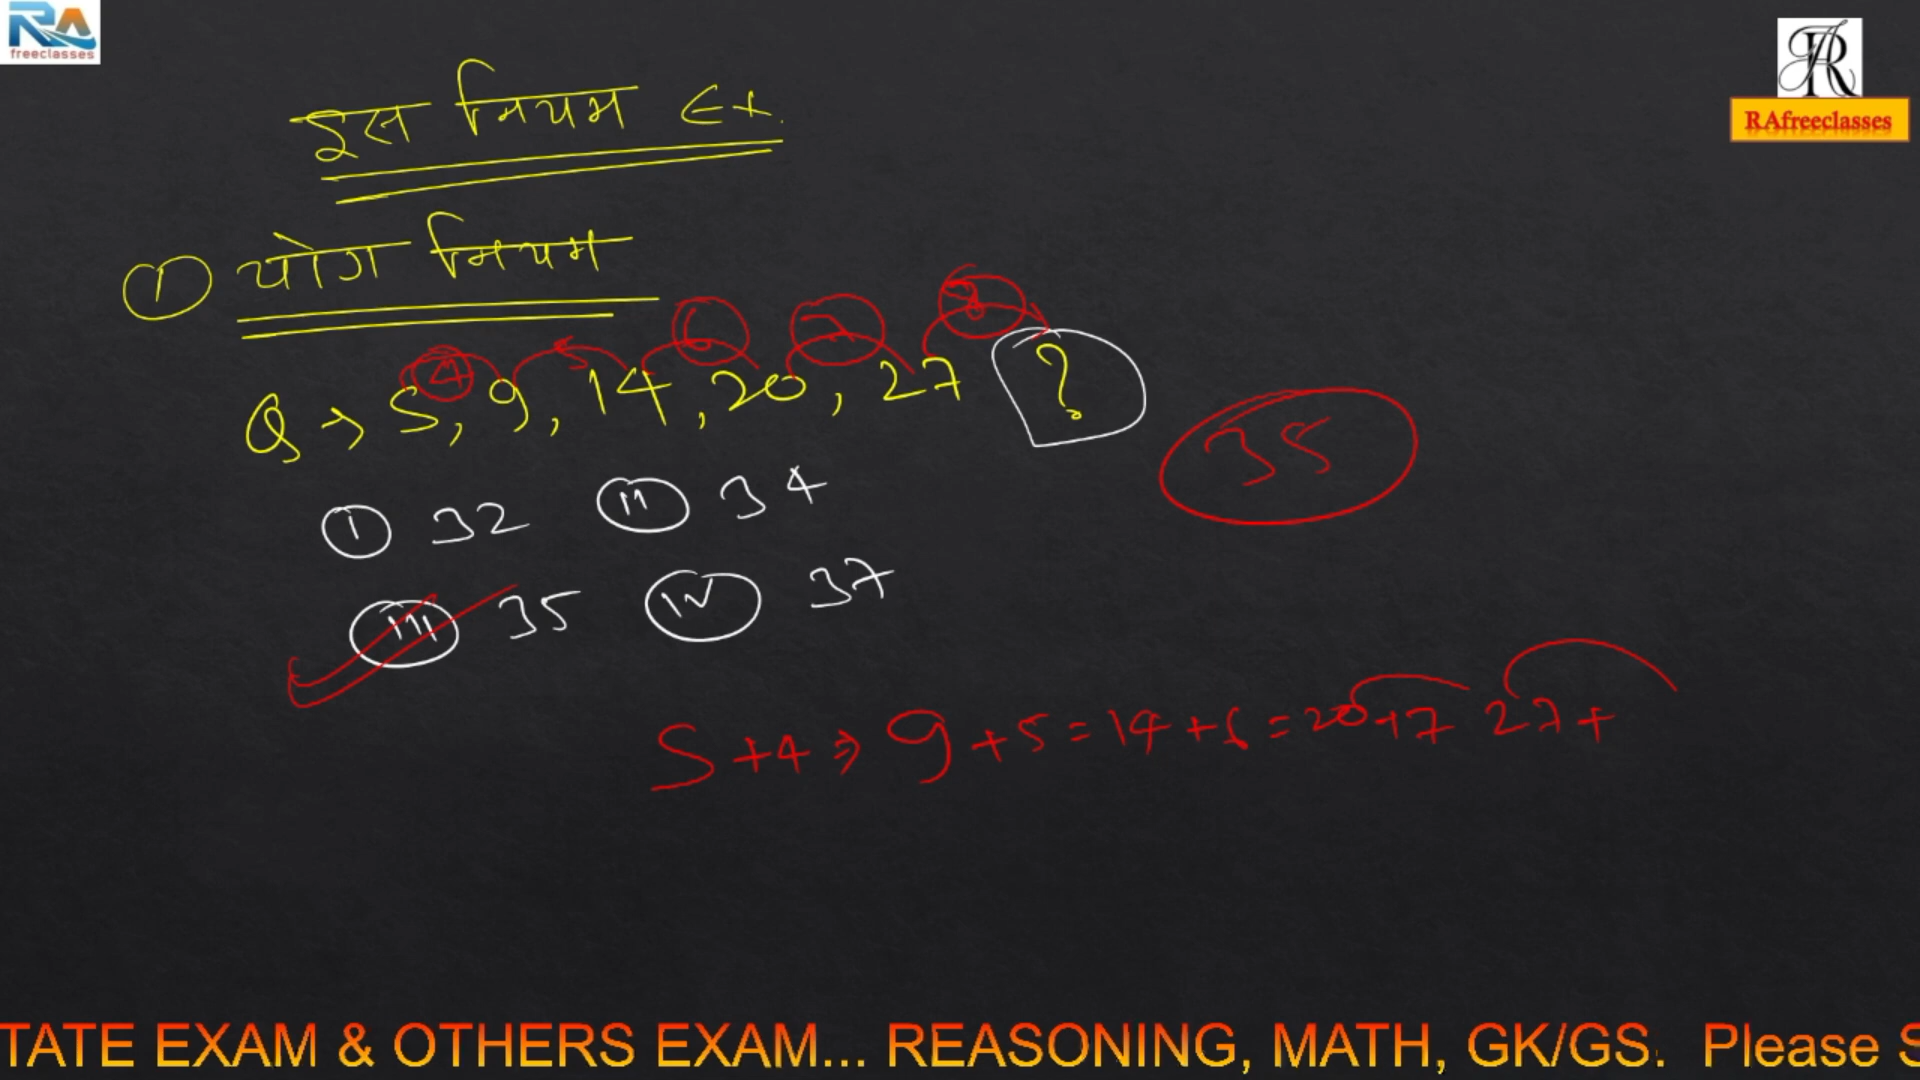 RA
freeclasses
RAfreeclasses
इस नियम Ex.
① योग नियम
4 5 6 7 8
Q → 5, 9, 14, 20, 27 ?
35
(I) 32 (II) 34
(III) 35 (IV) 37
5+4 ⇒ 9+5=14+6=20+7 27+
TATE EXAM & OTHERS EXAM... REASONING, MATH, GK/GS. Please S